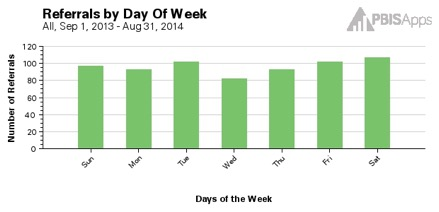 Referrals by Day Of Week
All, Sep 1, 2013 - Aug 31, 2014
PBISApps
Number of Referrals
120
100
80
60
40
20
0
Sun
Mon
Tue
Wed
Thu
Fri
Sat
Days of the Week